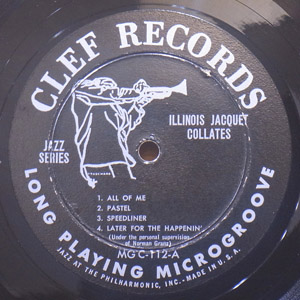 CLEF RECORDS
ILLINOIS JACQUET
COLLATES
JAZZ
SERIES
1. ALL OF ME
2. PASTEL
3. SPEEDLINER
4. LATER FOR THE HAPPENIN'
(Under the personal supervision
of Norman Granz)
MG C-112-A
LONG PLAYING MICROGROOVE
JAZZ AT THE PHILHARMONIC, INC.-MADE IN U.S.A.